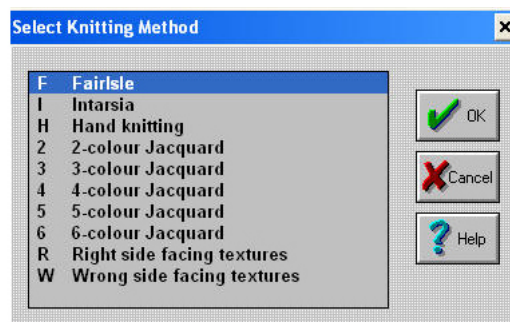 Select Knitting Method
F FairIsle
I Intarsia
H Hand knitting
2 2-colour Jacquard
3 3-colour Jacquard
4 4-colour Jacquard
5 5-colour Jacquard
6 6-colour Jacquard
R Right side facing textures
W Wrong side facing textures
OK
Cancel
Help